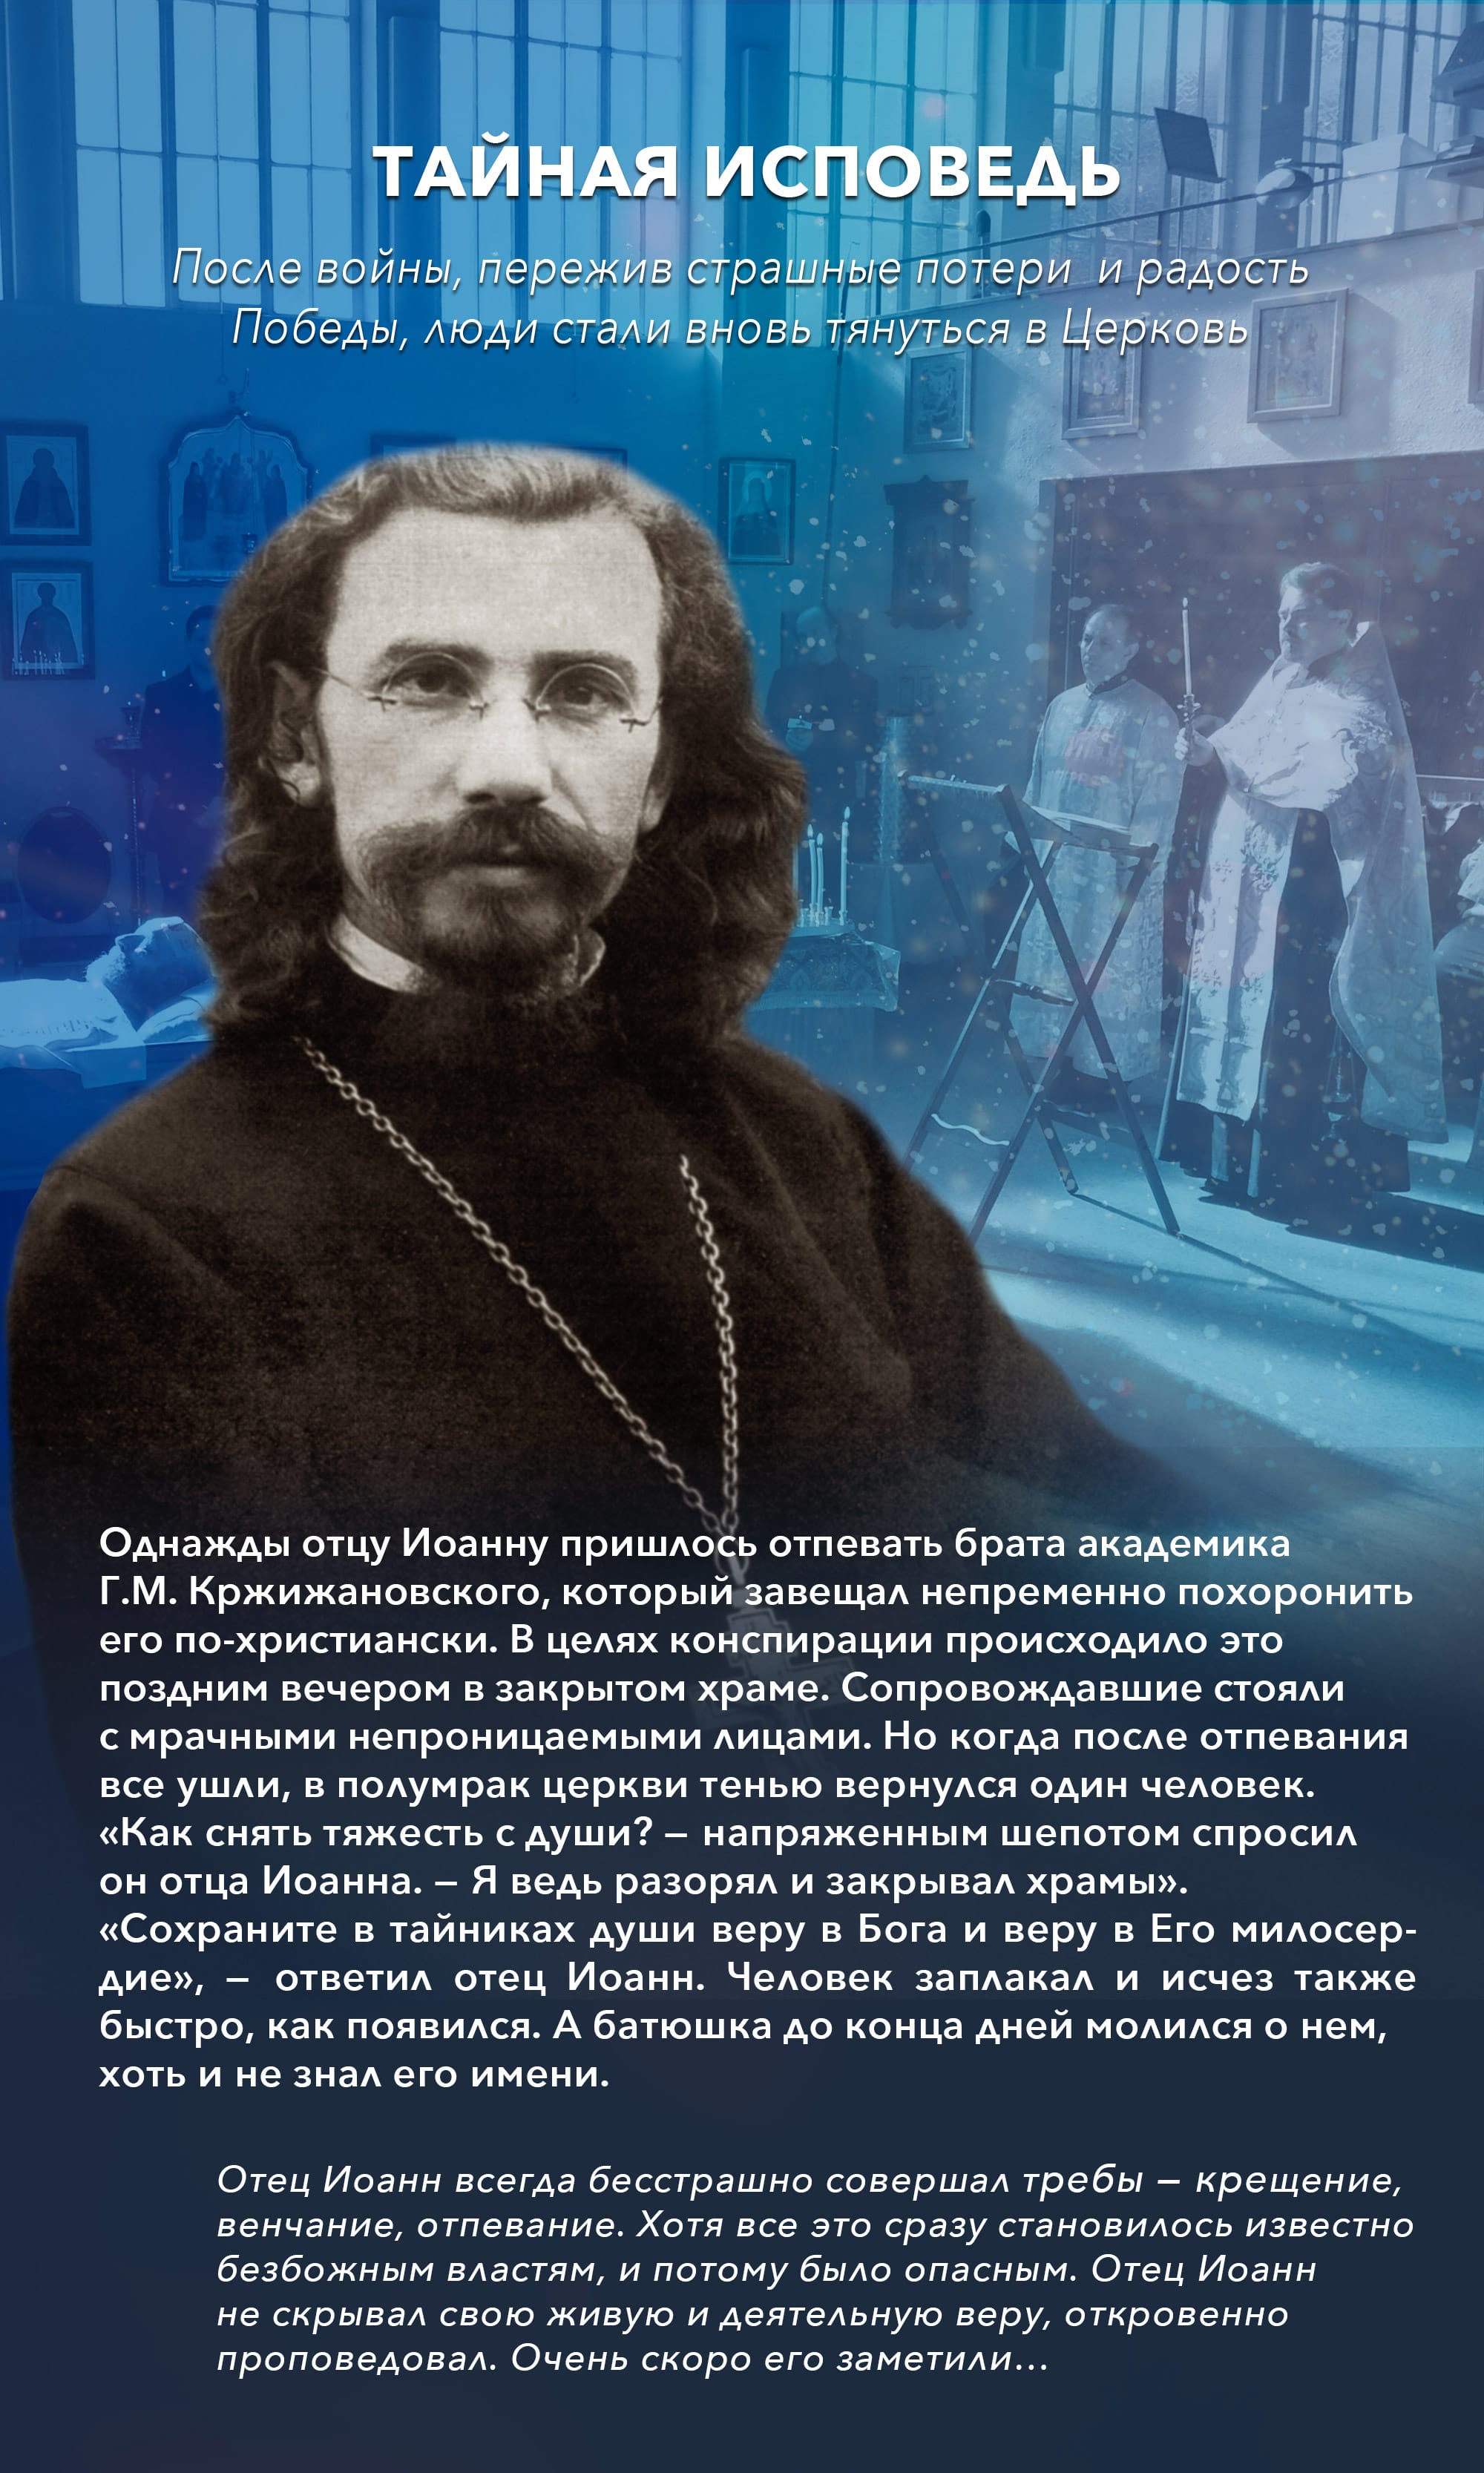 ТАЙНАЯ ИСПОВЕДЬ
После войны, пережив страшные потери и радость
Победы, люди стали вновь тянуться в Церковь
Однажды отцу Иоанну пришлось отпевать брата академика
Г.М. Кржижановского, который завещал непременно похоронить
его по-христиански. В целях конспирации происходило это
поздним вечером в закрытом храме. Сопровождавшие стояли
с мрачными непроницаемыми лицами. Но когда после отпевания
все ушли, в полумрак церкви тенью вернулся один человек.
«Как снять тяжесть с души? – напряженным шепотом спросил
он отца Иоанна. – Я ведь разорял и закрывал храмы».
«Сохраните в тайниках души веру в Бога и веру в Его милосер-
дие», – ответил отец Иоанн. Человек заплакал и исчез также
быстро, как появился. А батюшка до конца дней молился о нем,
хоть и не знал его имени.
Отец Иоанн всегда бесстрашно совершал требы – крещение,
венчание, отпевание. Хотя все это сразу становилось известно
безбожным властям, и потому было опасным. Отец Иоанн
не скрывал свою живую и деятельную веру, откровенно
проповедовал. Очень скоро его заметили...